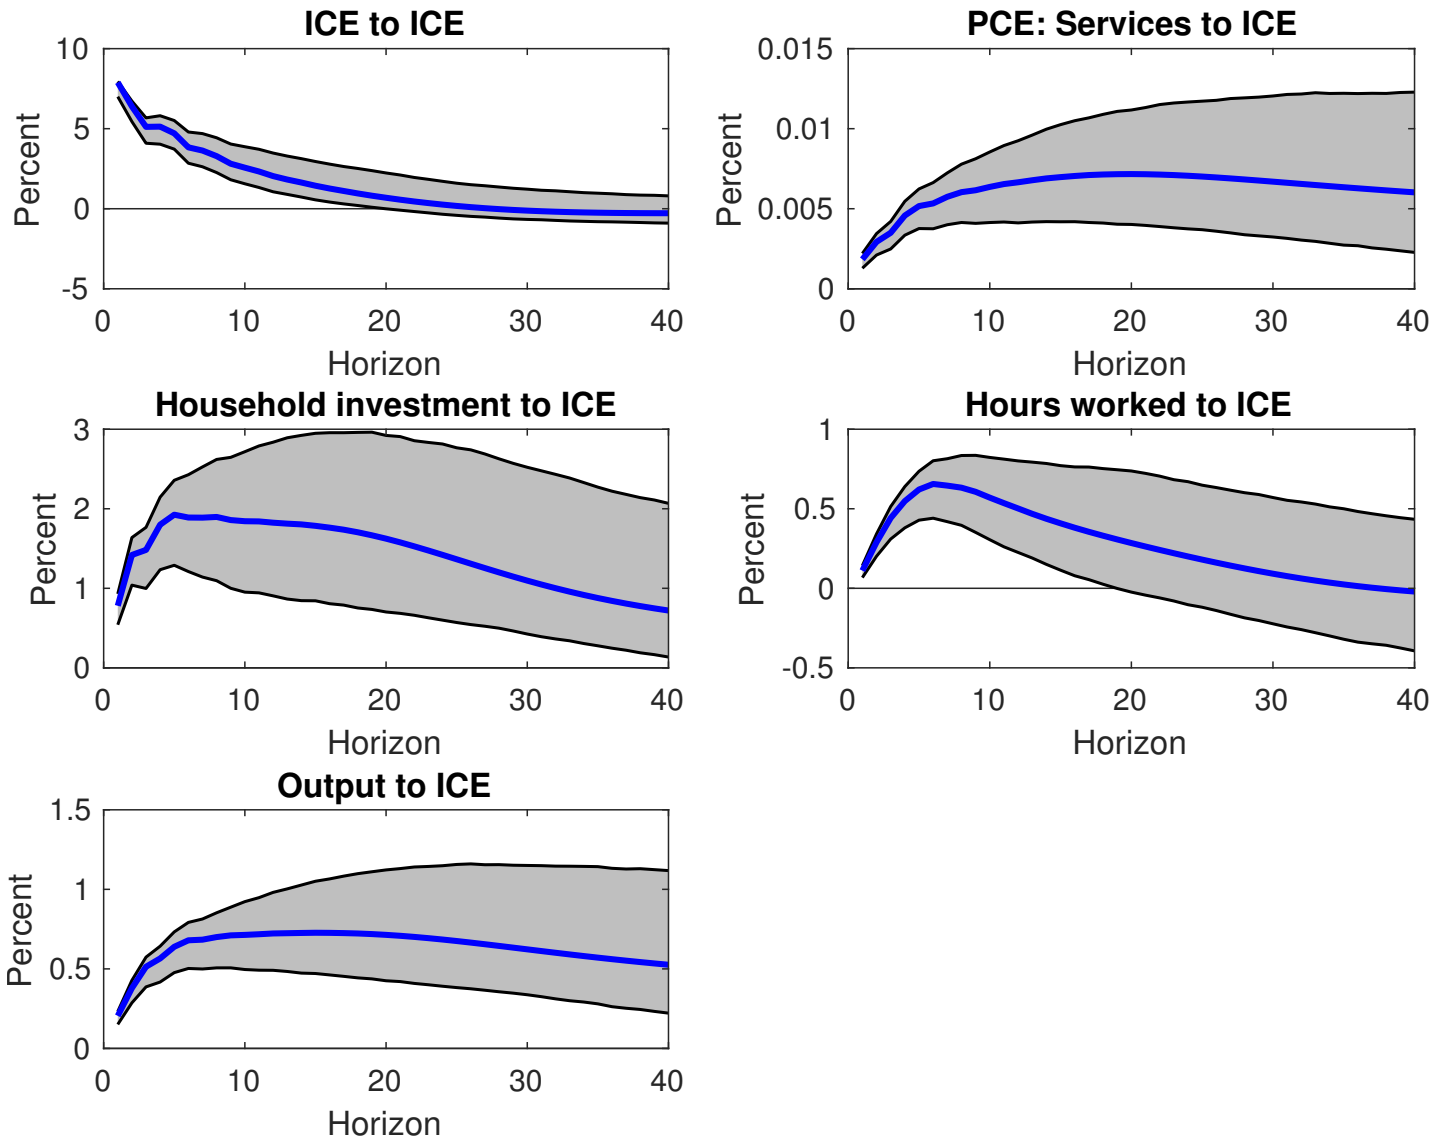 ICE to ICE
10
5
0
-5
Percent
0 10 20 30 40
Horizon
PCE: Services to ICE
0.015
0.01
0.005
0
Percent
0 10 20 30 40
Horizon
Household investment to ICE
3
2
1
0
Percent
0 10 20 30 40
Horizon
Hours worked to ICE
1
0.5
0
-0.5
Percent
0 10 20 30 40
Horizon
Output to ICE
1.5
1
0.5
0
Percent
0 10 20 30 40
Horizon